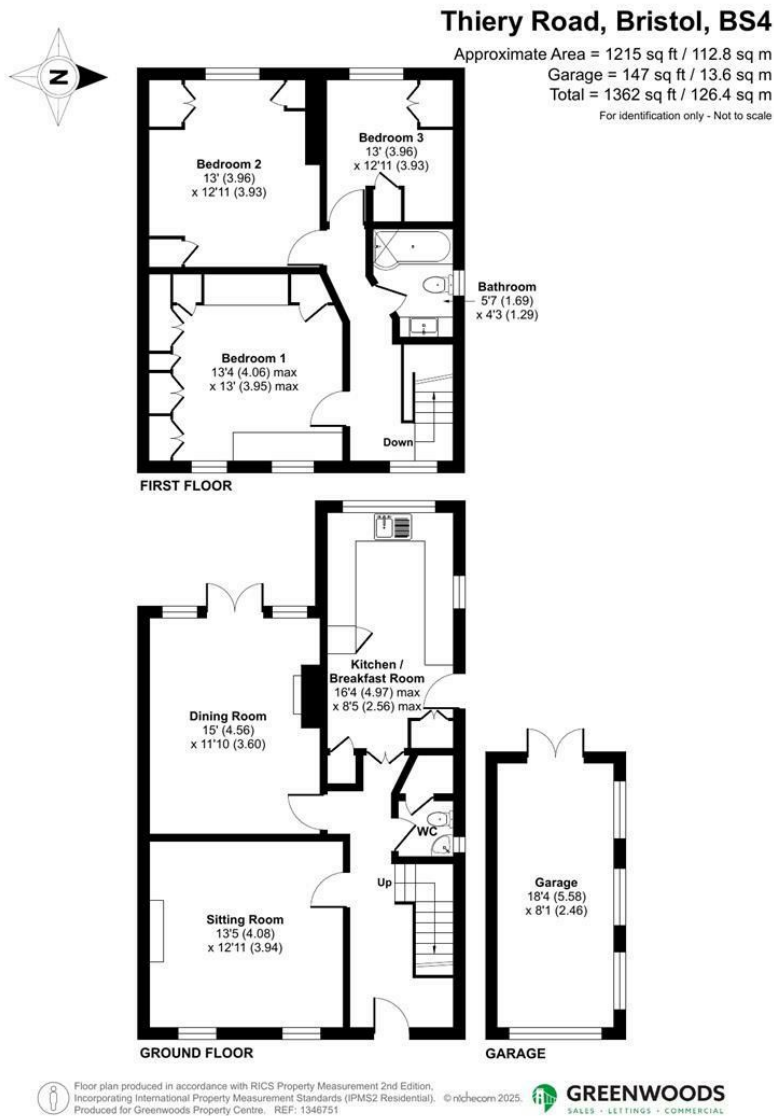 Thiery Road, Bristol, BS4
Approximate Area = 1215 sq ft / 112.8 sq m
Garage = 147 sq ft / 13.6 sq m
Total = 1362 sq ft / 126.4 sq m
For identification only - Not to scale
N
Bedroom 2
13' (3.96)
x 12'11 (3.93)
Bedroom 3
13' (3.96)
x 12'11 (3.93)
Bathroom
5'7 (1.69)
x 4'3 (1.29)
Bedroom 1
13'4 (4.06) max
x 13' (3.95) max
Down
FIRST FLOOR
Kitchen /
Breakfast Room
16'4 (4.97) max
x 8'5 (2.56) max
Dining Room
15' (4.56)
x 11'10 (3.60)
WC
Up
Sitting Room
13'5 (4.08)
x 12'11 (3.94)
Garage
18'4 (5.58)
x 8'1 (2.46)
GROUND FLOOR
GARAGE
Floor plan produced in accordance with RICS Property Measurement 2nd Edition,
Incorporating International Property Measurement Standards (IPMS2 Residential). © nichecom 2025.
Produced for Greenwoods Property Centre. REF: 1346751
GREENWOODS
SALES - LETTINGS - COMMERCIAL